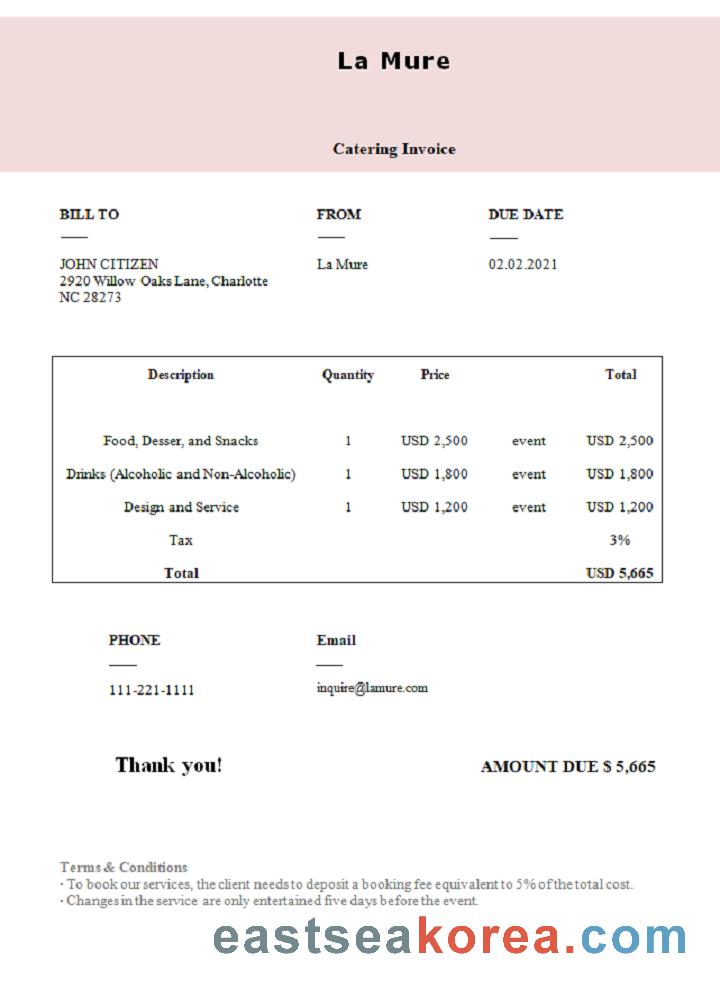 La Mure
Catering Invoice
BILL TO FROM DUE DATE
JOHN CITIZEN La Mure 02.02.2021
2920 Willow Oaks Lane, Charlotte
NC 28273
Description Quantity Price Total
Food, Desser, and Snacks 1 USD 2,500 event USD 2,500
Drinks (Alcoholic and Non-Alcoholic) 1 USD 1,800 event USD 1,800
Design and Service 1 USD 1,200 event USD 1,200
Tax 3%
Total USD 5,665
PHONE Email
111-221-1111 inquire@lamure.com
Thank you! AMOUNT DUE $ 5,665
Terms & Conditions
· To book our services, the client needs to deposit a booking fee equivalent to 5% of the total cost.
· Changes in the service are only entertained five days before the event.
eastseakorea.com